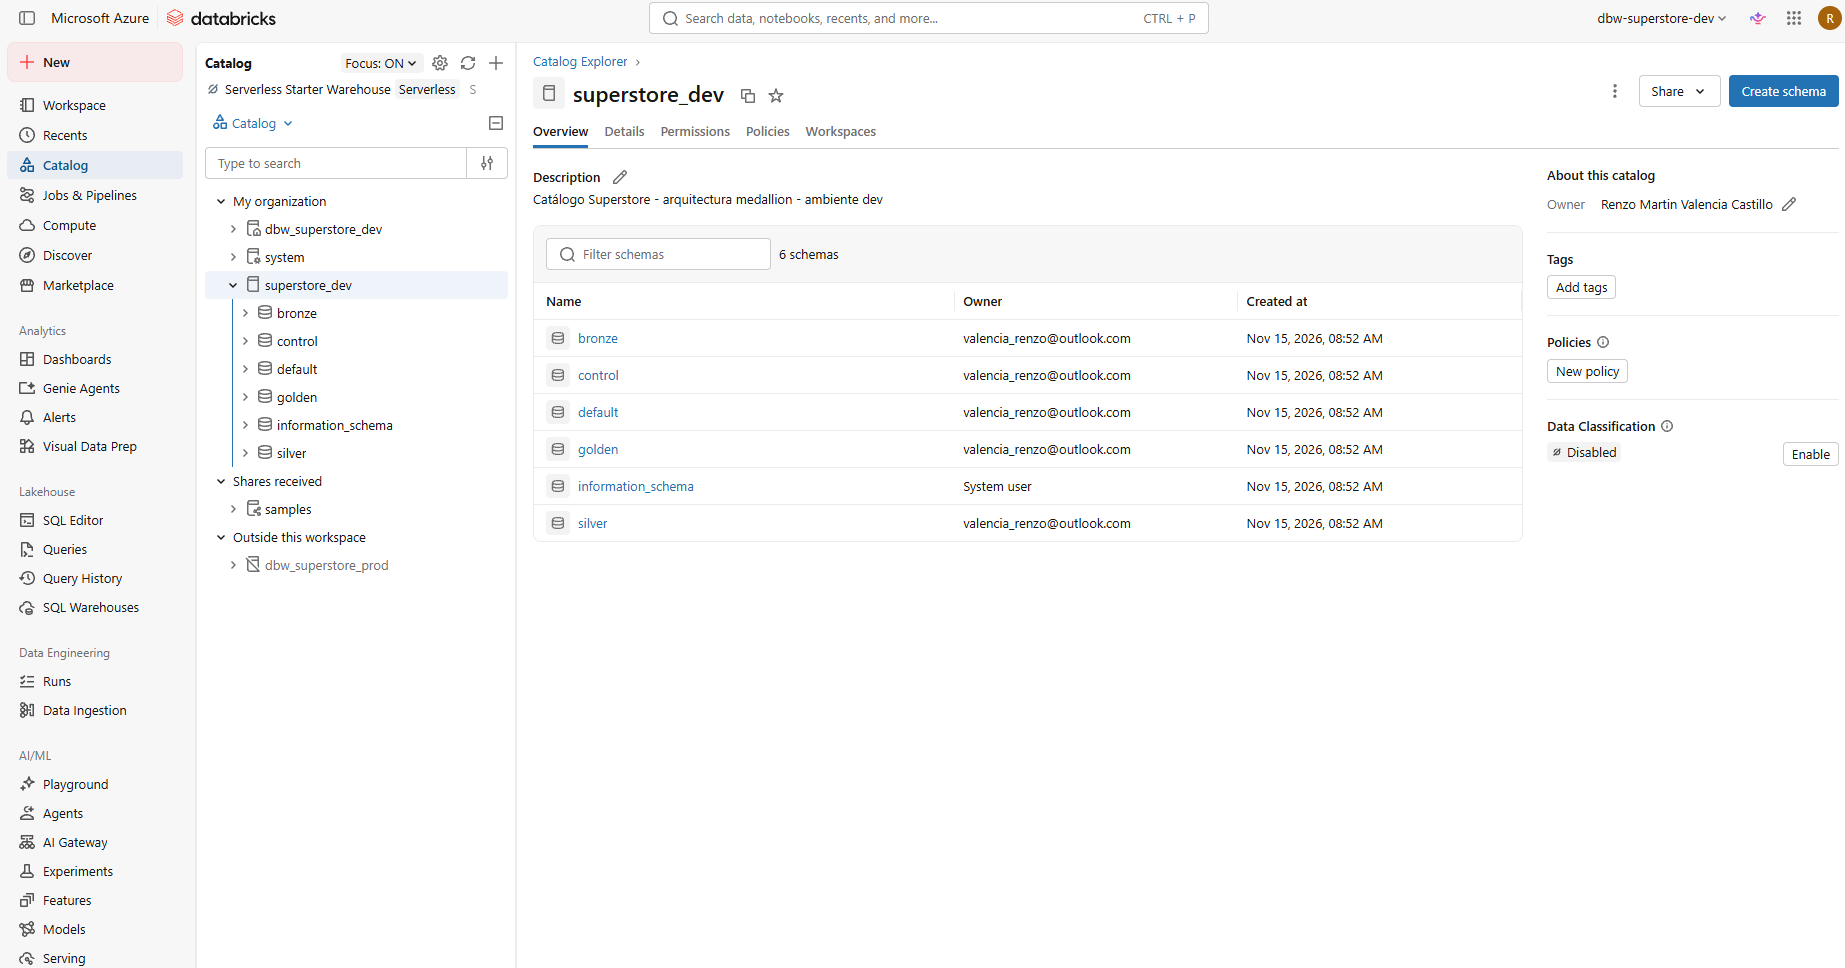 Microsoft Azure
databricks
Search data, notebooks, recents, and more...
CTRL + P
dbw-superstore-dev
R
New
Workspace
Recents
Catalog
Jobs & Pipelines
Compute
Discover
Marketplace
Analytics
Dashboards
Genie Agents
Alerts
Visual Data Prep
Lakehouse
SQL Editor
Queries
Query History
SQL Warehouses
Data Engineering
Runs
Data Ingestion
AI/ML
Playground
Agents
AI Gateway
Experiments
Features
Models
Serving
Catalog
Focus: ON
Serverless Starter Warehouse Serverless S
Catalog
Type to search
My organization
dbw_superstore_dev
system
superstore_dev
bronze
control
default
golden
information_schema
silver
Shares received
samples
Outside this workspace
dbw_superstore_prod
Catalog Explorer
superstore_dev
Share
Create schema
Overview Details Permissions Policies Workspaces
Description
Catálogo Superstore - arquitectura medallion - ambiente dev
Filter schemas
6 schemas
Name Owner Created at
bronze valencia_renzo@outlook.com Nov 15, 2026, 08:52 AM
control valencia_renzo@outlook.com Nov 15, 2026, 08:52 AM
default valencia_renzo@outlook.com Nov 15, 2026, 08:52 AM
golden valencia_renzo@outlook.com Nov 15, 2026, 08:52 AM
information_schema System user Nov 15, 2026, 08:52 AM
silver valencia_renzo@outlook.com Nov 15, 2026, 08:52 AM
About this catalog
Owner Renzo Martin Valencia Castillo
Tags
Add tags
Policies
New policy
Data Classification
Disabled
Enable